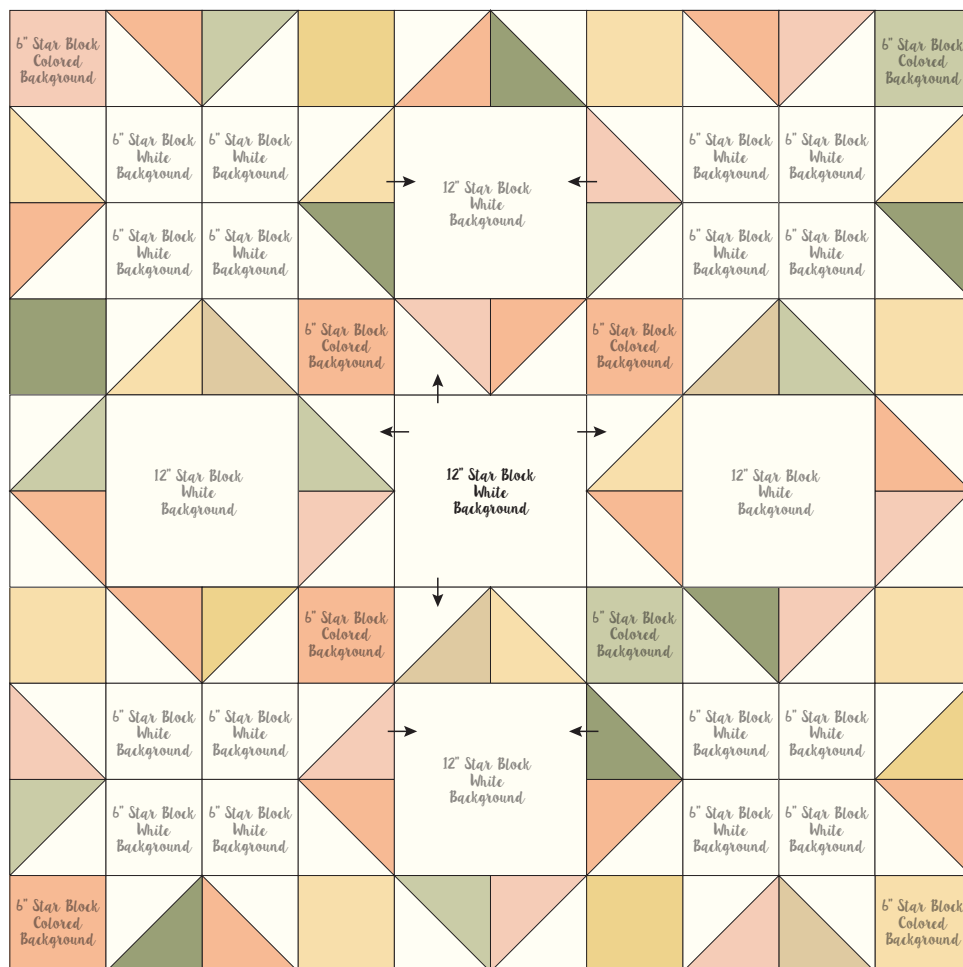 6" Star Block
Colored
Background
6" Star Block
Colored
Background
6" Star Block
White
Background
6" Star Block
White
Background
12" Star Block
White
Background
6" Star Block
White
Background
6" Star Block
White
Background
6" Star Block
White
Background
6" Star Block
White
Background
6" Star Block
White
Background
6" Star Block
White
Background
6" Star Block
Colored
Background
6" Star Block
Colored
Background
12" Star Block
White
Background
12" Star Block
White
Background
12" Star Block
White
Background
6" Star Block
Colored
Background
6" Star Block
Colored
Background
6" Star Block
White
Background
6" Star Block
White
Background
12" Star Block
White
Background
6" Star Block
White
Background
6" Star Block
White
Background
6" Star Block
White
Background
6" Star Block
White
Background
6" Star Block
White
Background
6" Star Block
White
Background
6" Star Block
Colored
Background
6" Star Block
Colored
Background